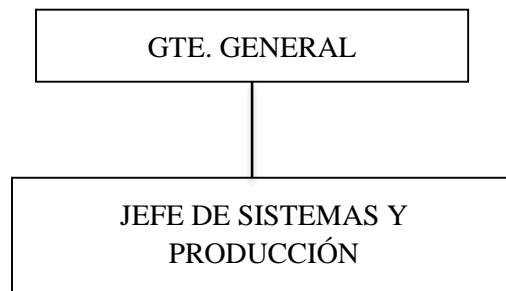 GTE. GENERAL
JEFE DE SISTEMAS Y
PRODUCCIÓN